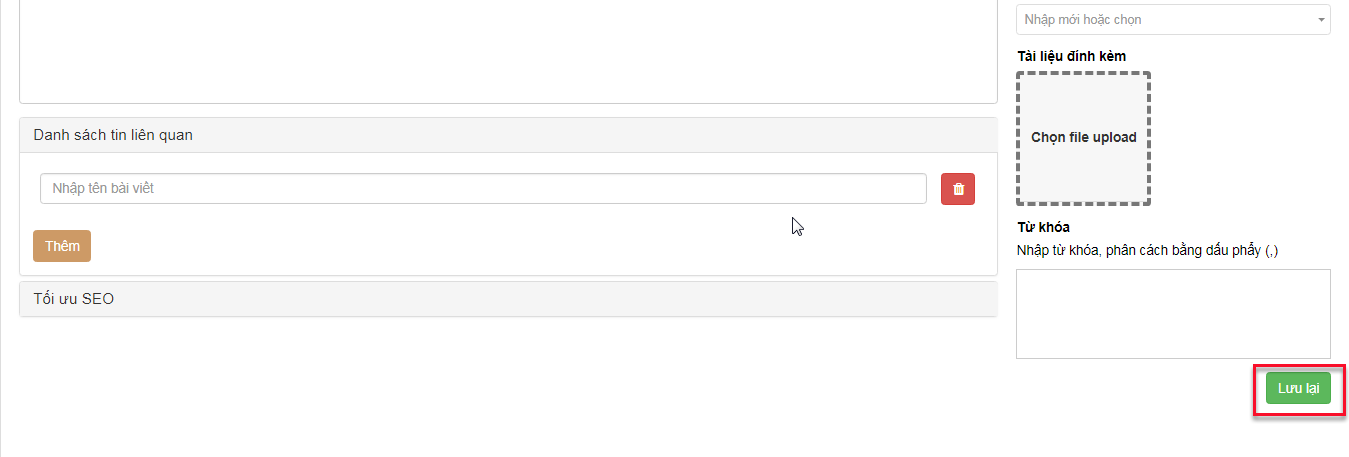 Danh sách tin liên quan
Nhập tên bài viết
Thêm
Tối ưu SEO
Nhập mới hoặc chọn
Tài liệu đính kèm
Chọn file upload
Từ khóa
Nhập từ khóa, phân cách bằng dấu phẩy (,)
Lưu lại